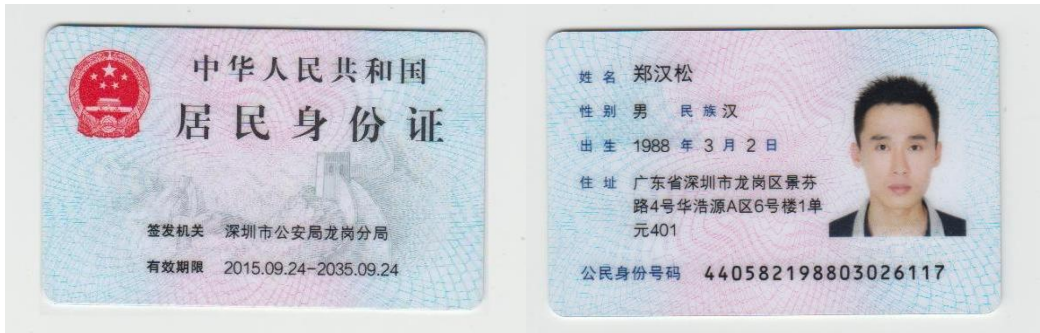 中华人民共和国
居民身份证
签发机关 深圳市公安局龙岗分局
有效期限 2015.09.24-2035.09.24
姓名 郑汉松
性别 男 民族 汉
出生 1988 年 3 月 2 日
住址 广东省深圳市龙岗区景芬
路4号华浩源A区6号楼1单
元401
公民身份号码 440582198803026117